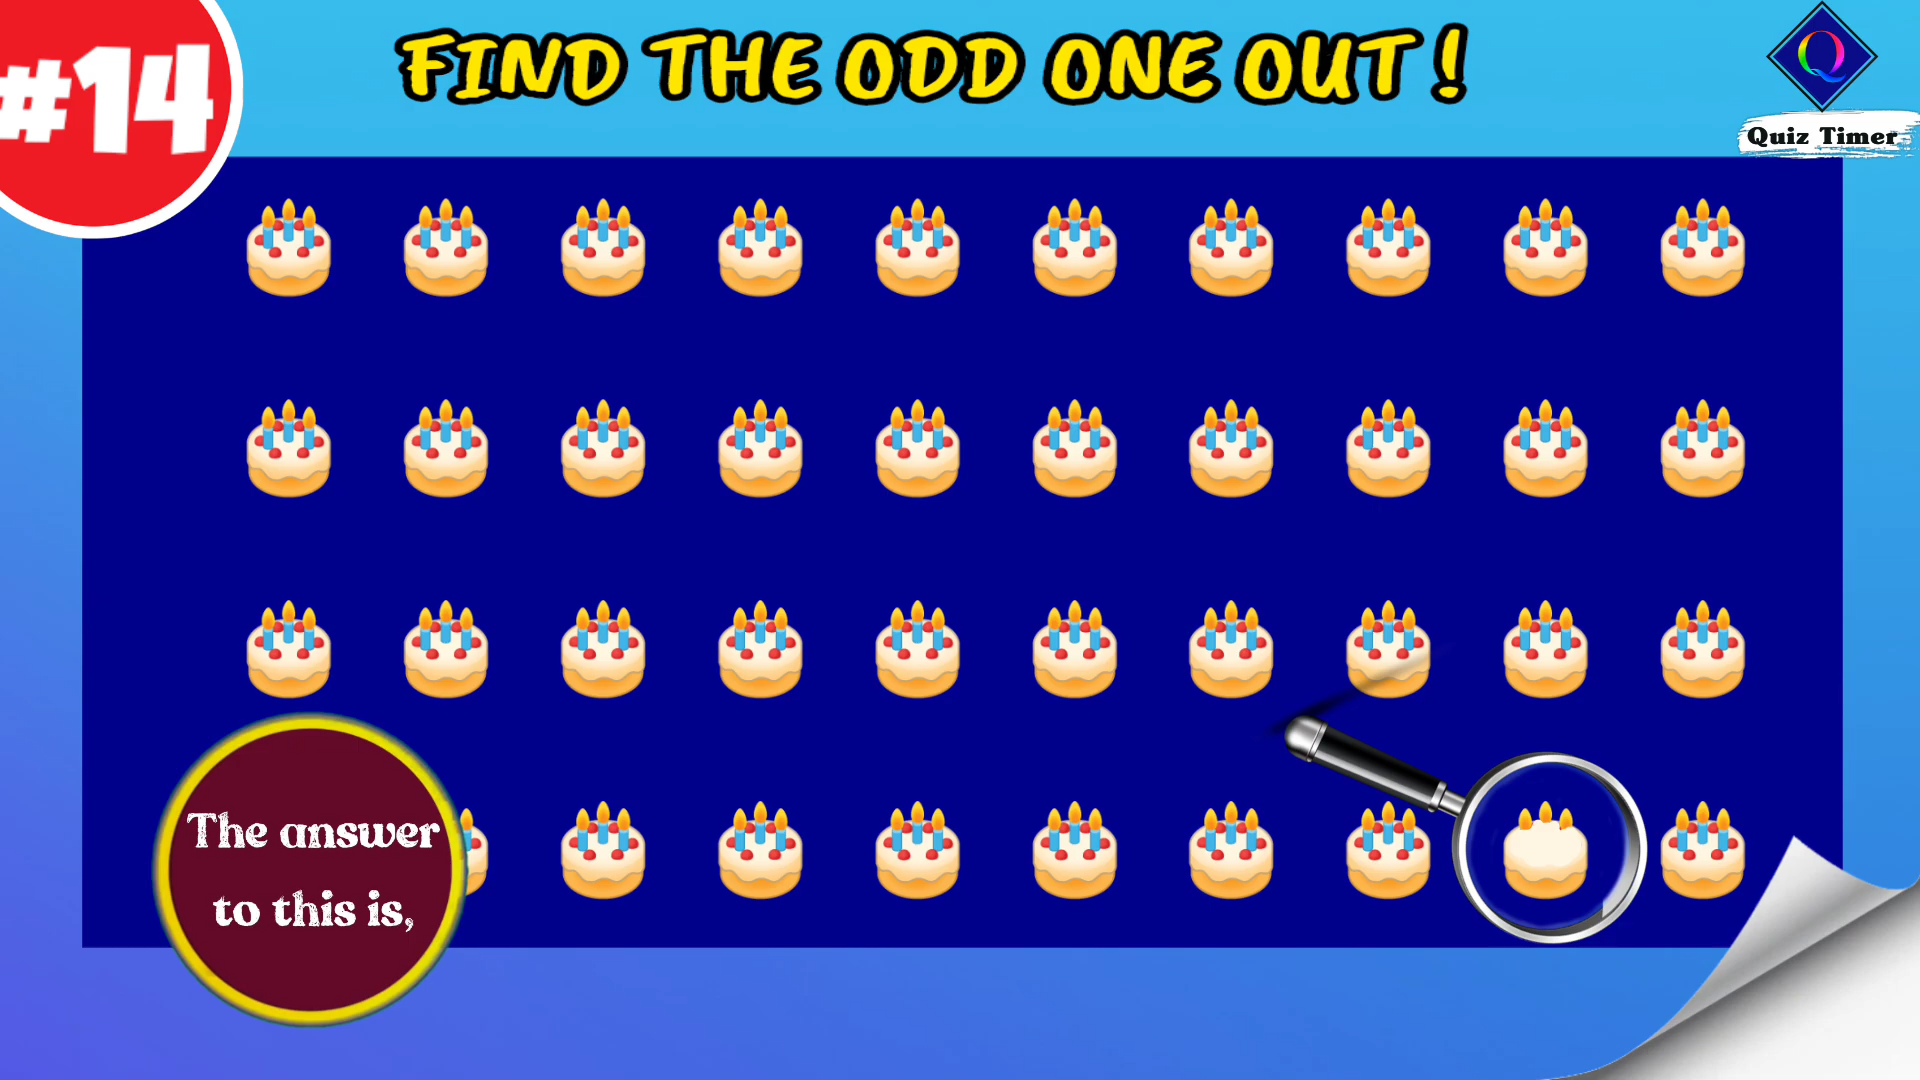 #14
FIND THE ODD ONE OUT !
Q
Quiz Timer
The answer
to this is,